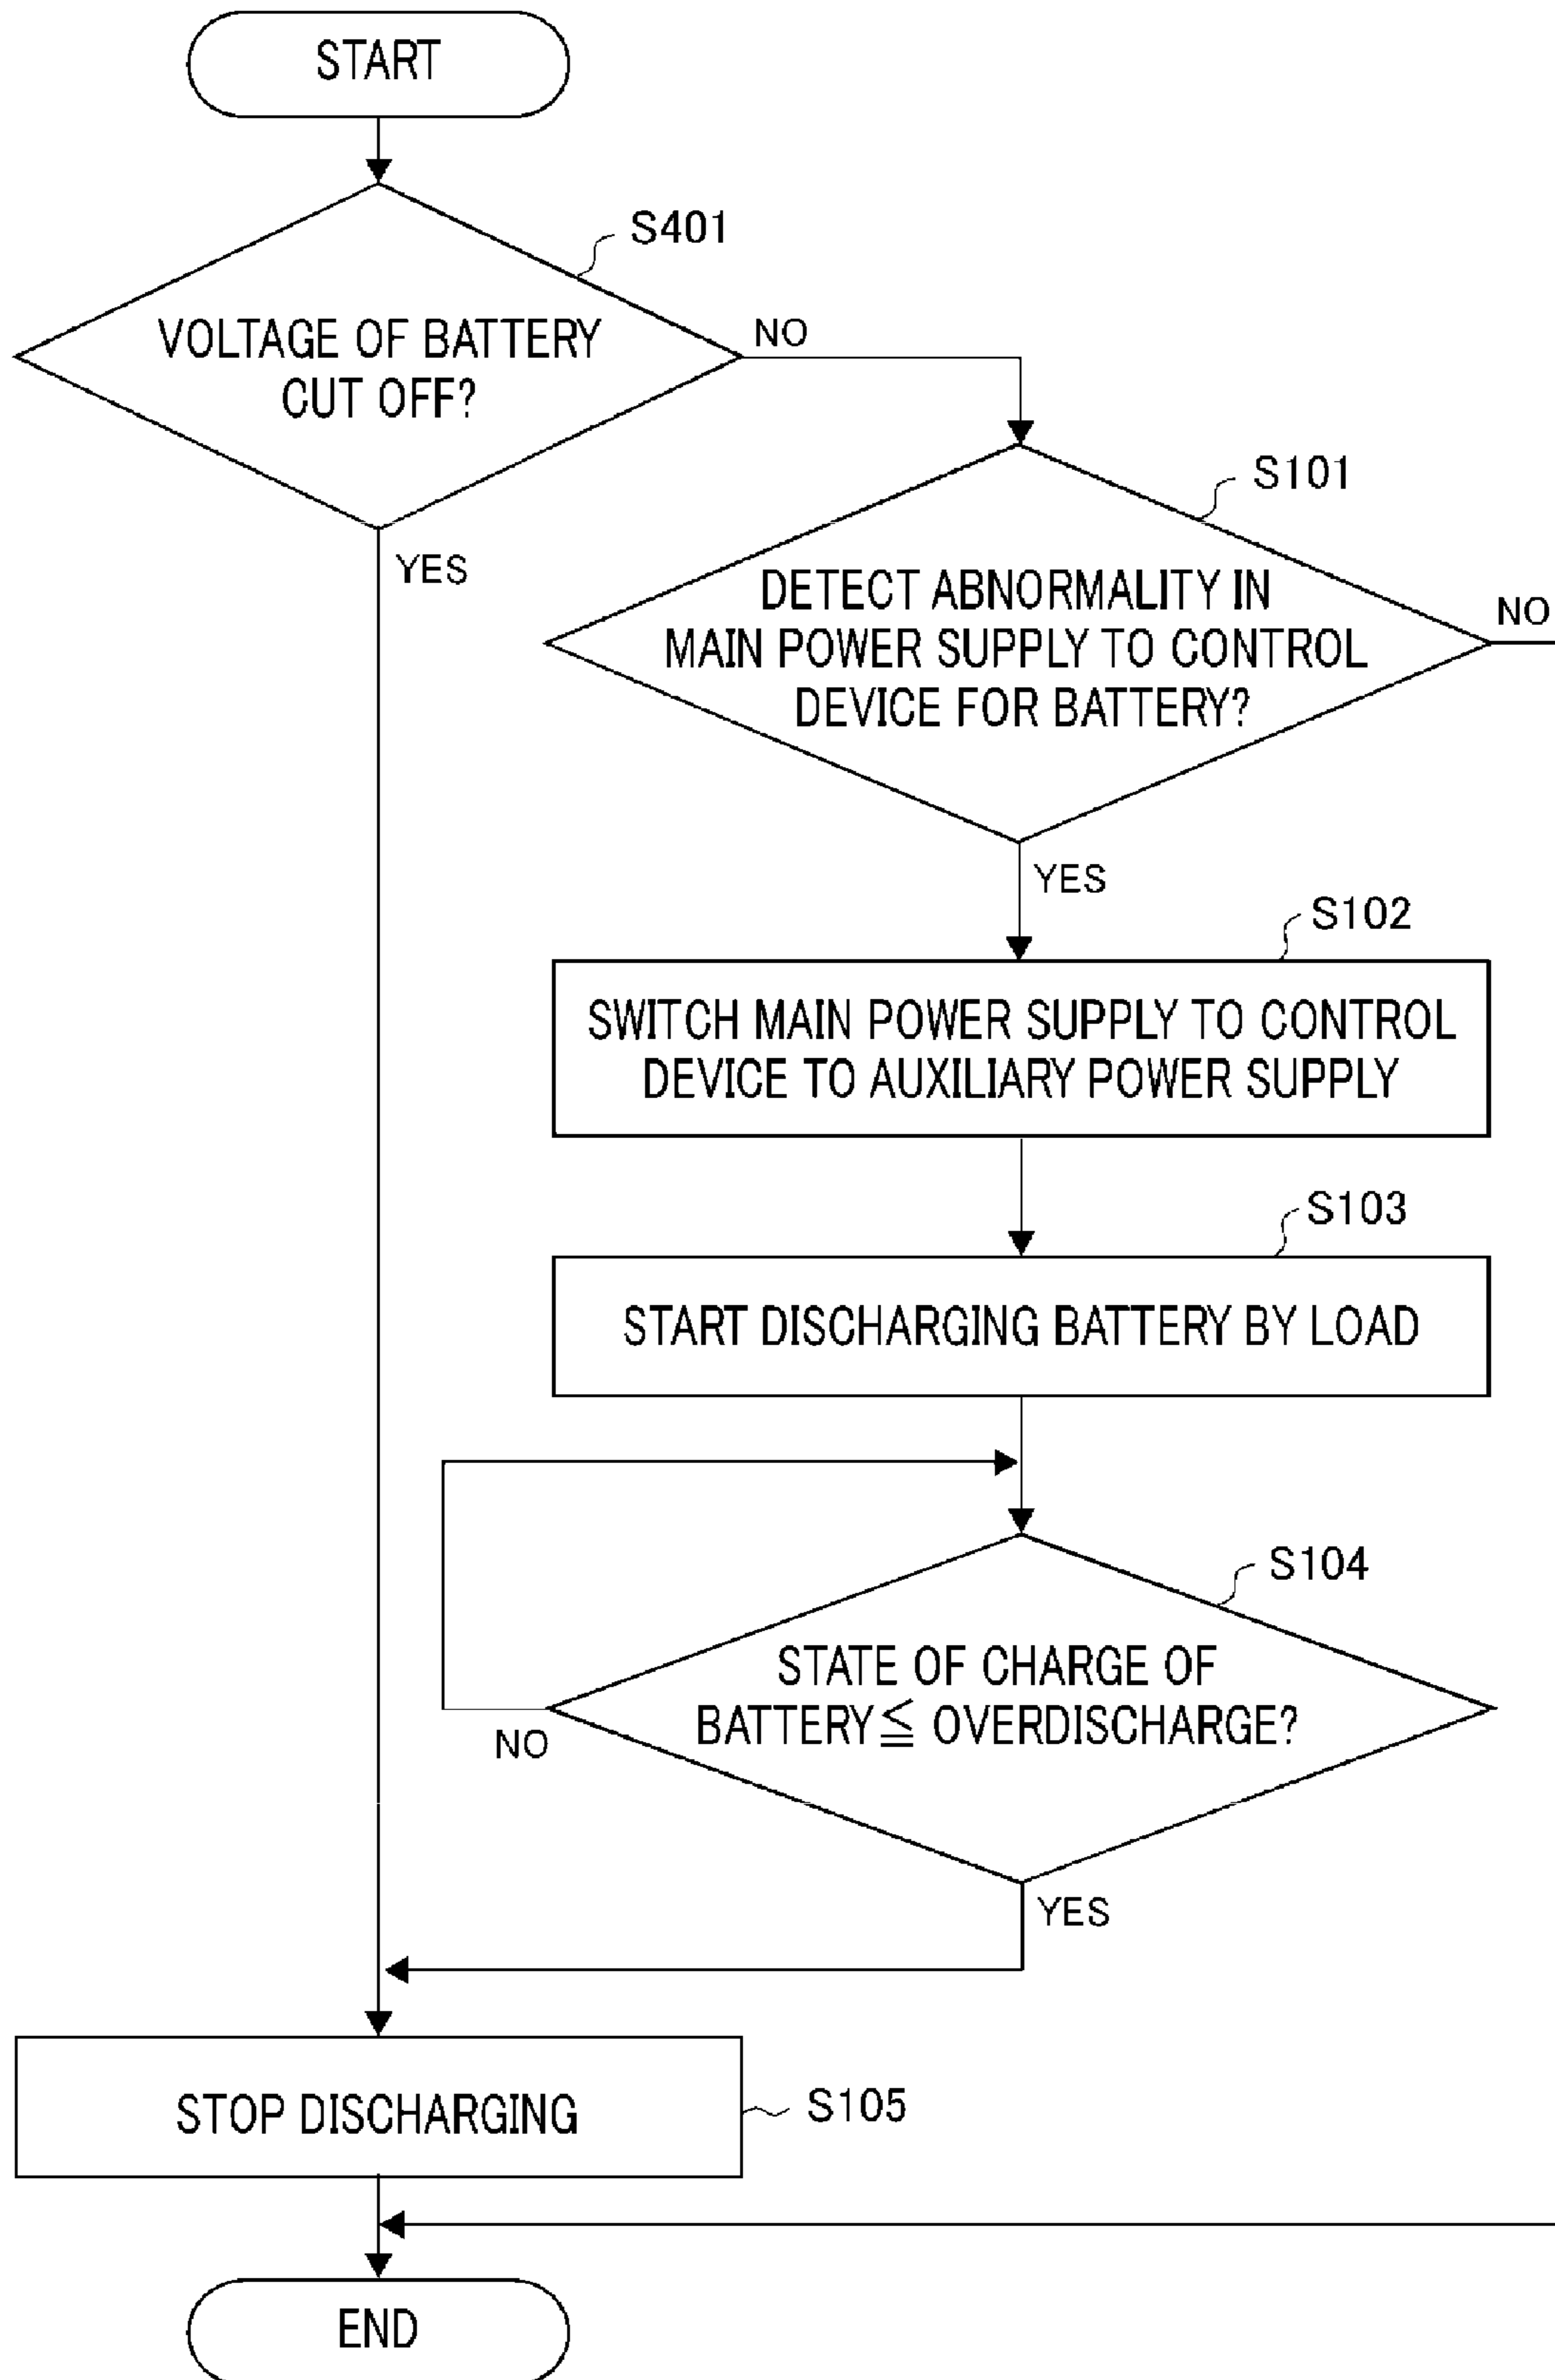 START
S401
VOLTAGE OF BATTERY
CUT OFF?
NO
YES
S101
DETECT ABNORMALITY IN
MAIN POWER SUPPLY TO CONTROL
DEVICE FOR BATTERY?
NO
YES
S102
SWITCH MAIN POWER SUPPLY TO CONTROL
DEVICE TO AUXILIARY POWER SUPPLY
S103
START DISCHARGING BATTERY BY LOAD
S104
STATE OF CHARGE OF
BATTERY≦ OVERDISCHARGE?
NO
YES
STOP DISCHARGING
S105
END